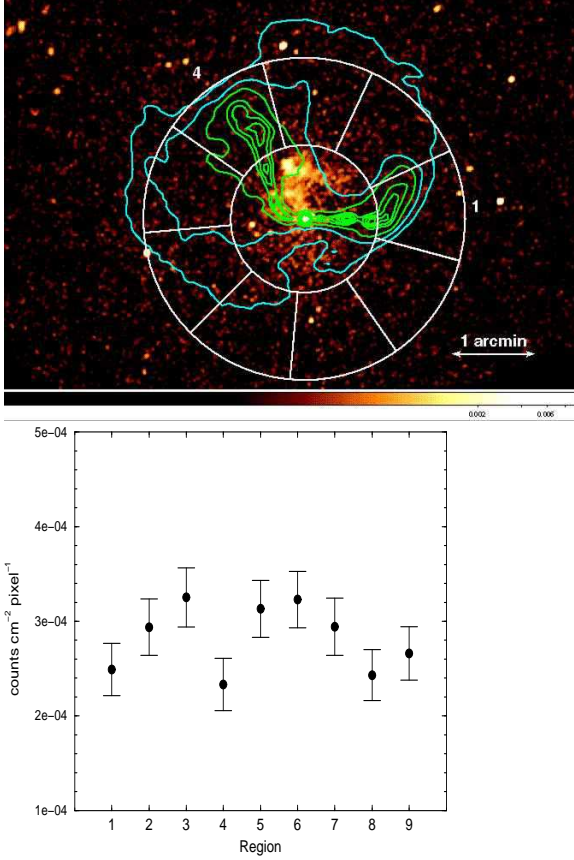 4
1
1 arcmin
0.002 0.006
5e−04
4e−04
3e−04
2e−04
1e−04
counts cm−2 pixel−1
1 2 3 4 5 6 7 8 9
Region